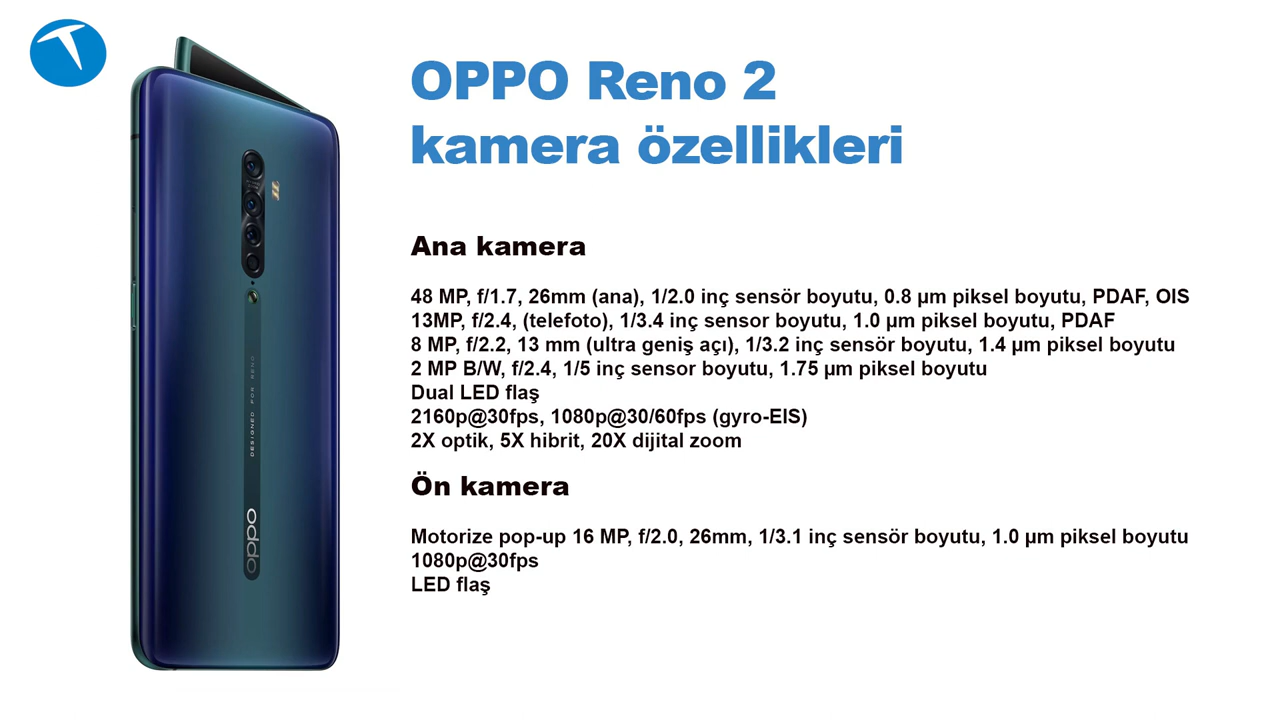 OPPO Reno 2
kamera özellikleri
Ana kamera
48 MP, f/1.7, 26mm (ana), 1/2.0 inç sensör boyutu, 0.8 µm piksel boyutu, PDAF, OIS
13MP, f/2.4, (telefoto), 1/3.4 inç sensor boyutu, 1.0 µm piksel boyutu, PDAF
8 MP, f/2.2, 13 mm (ultra geniş açı), 1/3.2 inç sensör boyutu, 1.4 µm piksel boyutu
2 MP B/W, f/2.4, 1/5 inç sensor boyutu, 1.75 µm piksel boyutu
Dual LED flaş
2160p@30fps, 1080p@30/60fps (gyro-EIS)
2X optik, 5X hibrit, 20X dijital zoom
Ön kamera
Motorize pop-up 16 MP, f/2.0, 26mm, 1/3.1 inç sensör boyutu, 1.0 µm piksel boyutu
1080p@30fps
LED flaş
DESIGNED FOR RENO
oppo